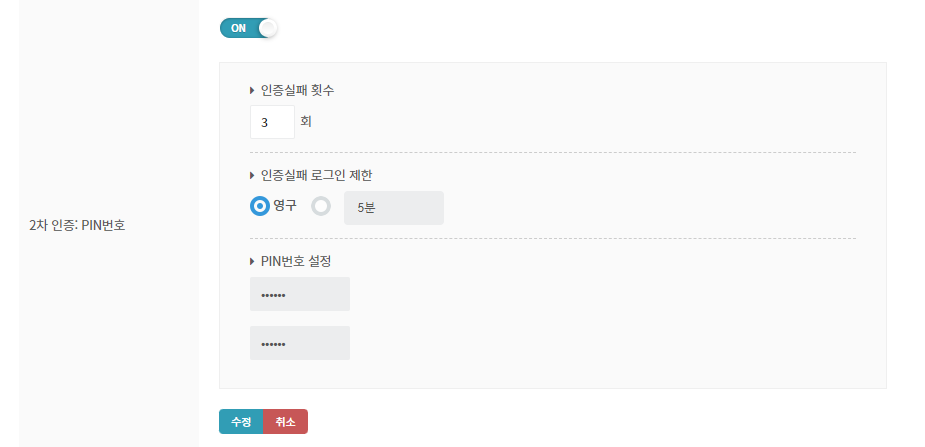 ON
인증실패 횟수
3 회
인증실패 로그인 제한
영구 5분
2차 인증: PIN번호
PIN번호 설정
••••••
••••••
수정 취소